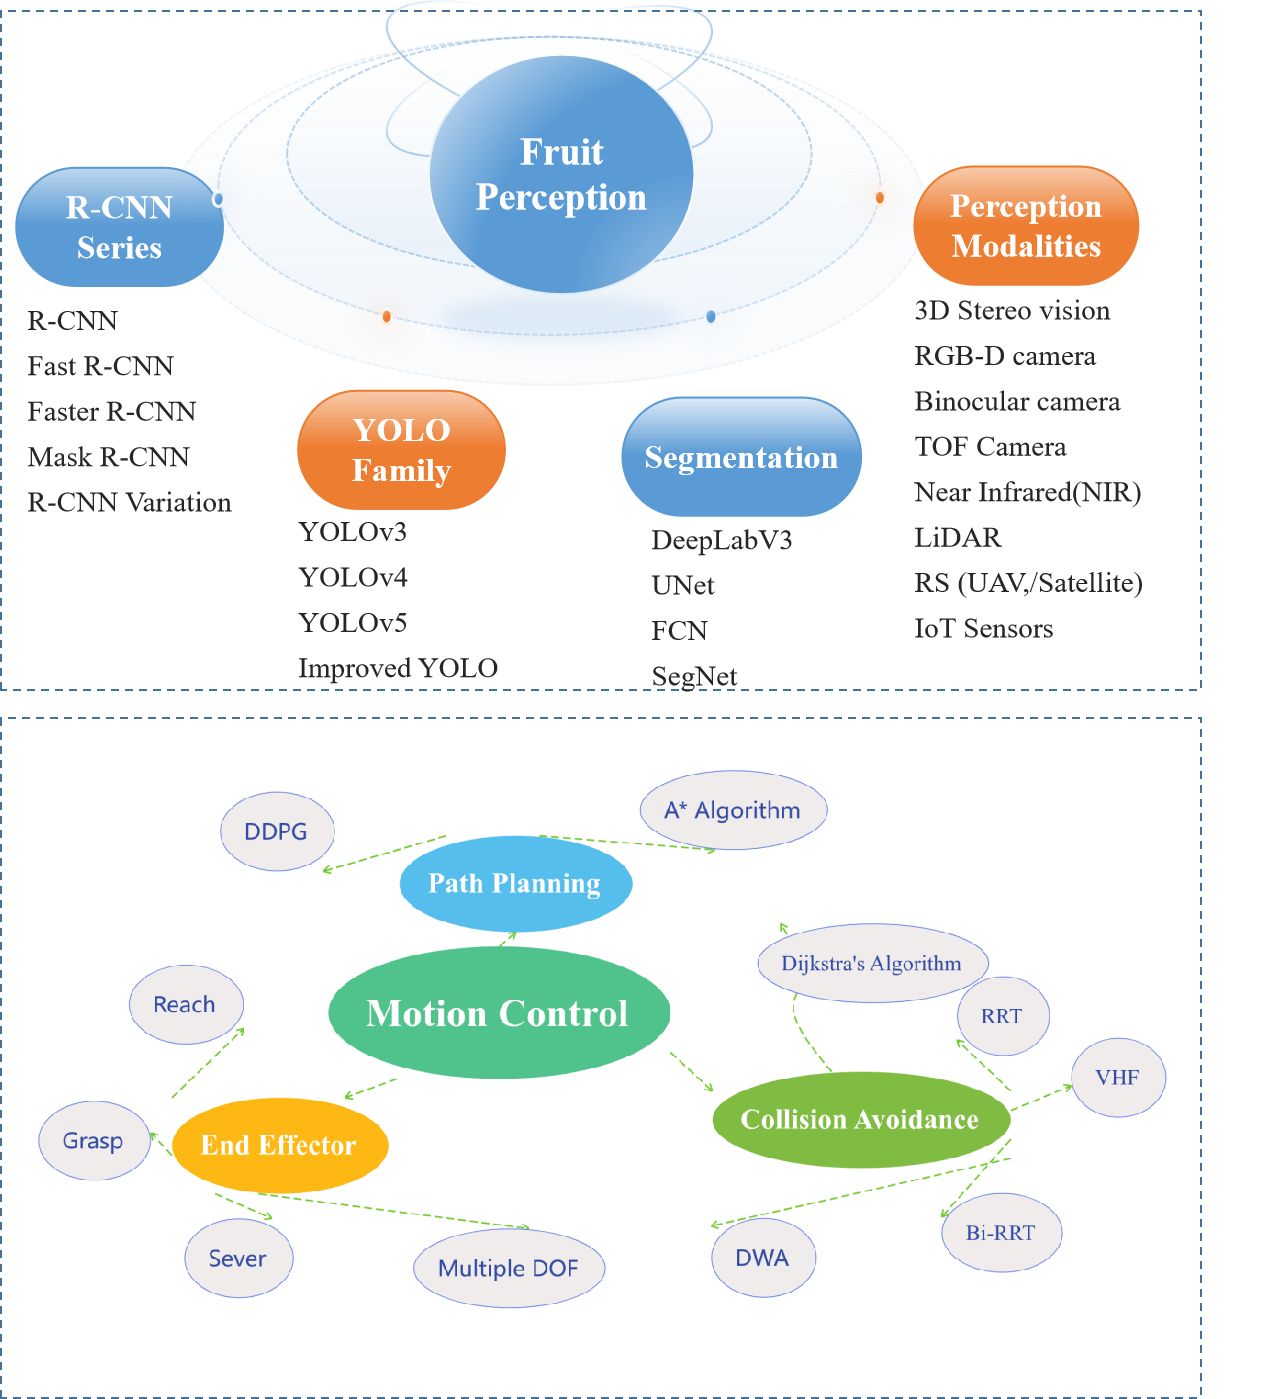 Fruit
Perception
R-CNN
Series
R-CNN
Fast R-CNN
Faster R-CNN
Mask R-CNN
R-CNN Variation
YOLO
Family
YOLOv3
YOLOv4
YOLOv5
Improved YOLO
Segmentation
DeepLabV3
UNet
FCN
SegNet
Perception
Modalities
3D Stereo vision
RGB-D camera
Binocular camera
TOF Camera
Near Infrared(NIR)
LiDAR
RS (UAV,/Satellite)
IoT Sensors
DDPG
A* Algorithm
Path Planning
Motion Control
Dijkstra's Algorithm
RRT
VHF
Collision Avoidance
Bi-RRT
DWA
Reach
Grasp
End Effector
Sever
Multiple DOF